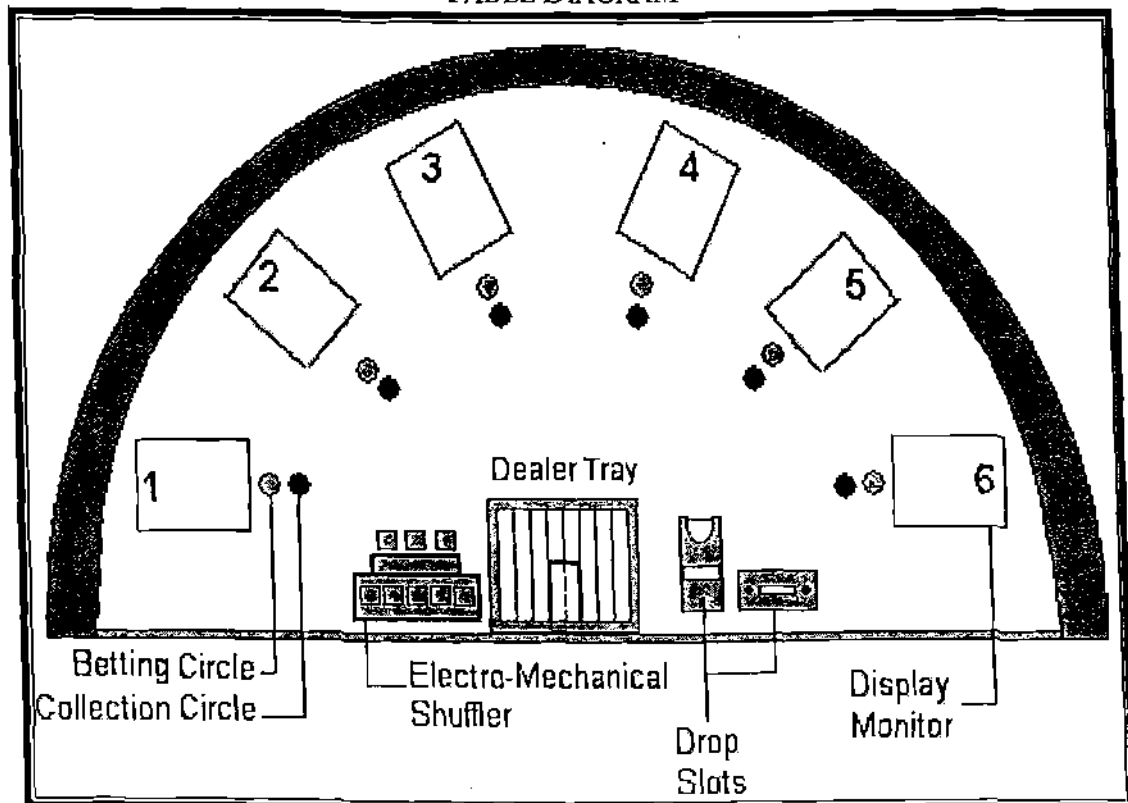 TABLE DIAGRAM
3
4
2
5
1
Dealer Tray
6
Betting Circle
Collection Circle
Electro-Mechanical
Shuffler
Drop
Slots
Display
Monitor